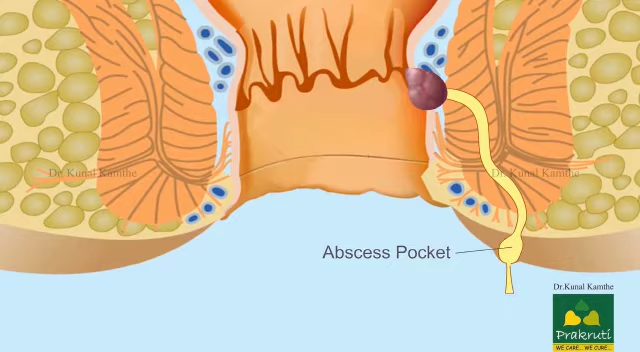 Dr. Kunal Kamthe
Dr. Kunal Kamthe
Abscess Pocket
Dr.Kunal Kamthe
Prakruti
WE CARE... WE CURE...